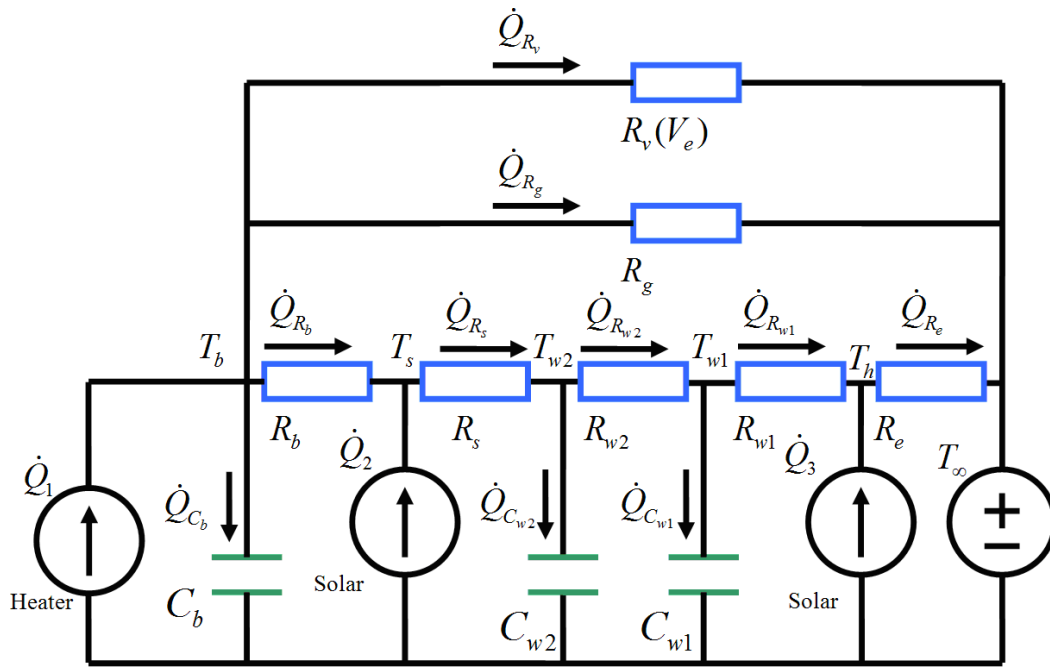 Q̇_{R_v}
R_v(V_e)
Q̇_{R_g}
R_g
Q̇_{R_b} Q̇_{R_s} Q̇_{R_{w2}} Q̇_{R_{w1}} Q̇_{R_e}
T_b T_s T_{w2} T_{w1} T_h
R_b R_s R_{w2} R_{w1} R_e
Q̇_1 Q̇_2 Q̇_3 T_∞
Q̇_{C_b} Q̇_{C_{w2}} Q̇_{C_{w1}} +
−
Heater Solar Solar
C_b C_{w2} C_{w1}